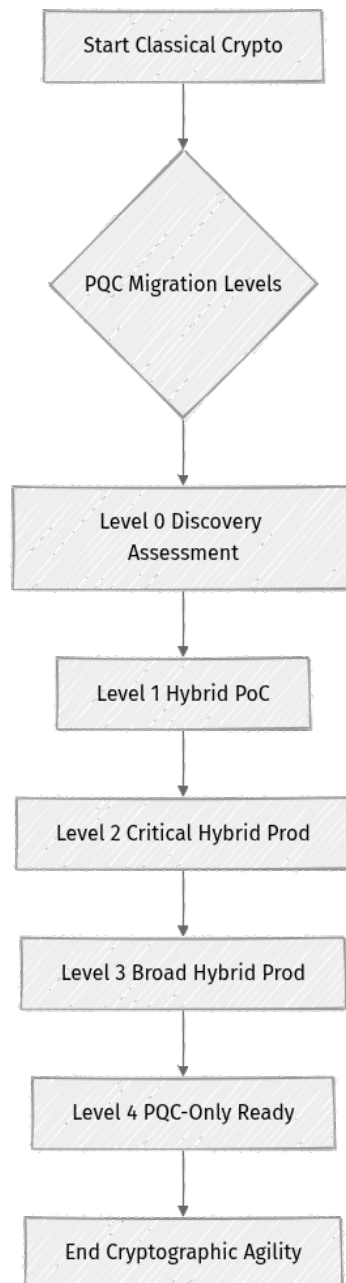 Start Classical Crypto
PQC Migration Levels
Level 0 Discovery
Assessment
Level 1 Hybrid PoC
Level 2 Critical Hybrid Prod
Level 3 Broad Hybrid Prod
Level 4 PQC-Only Ready
End Cryptographic Agility